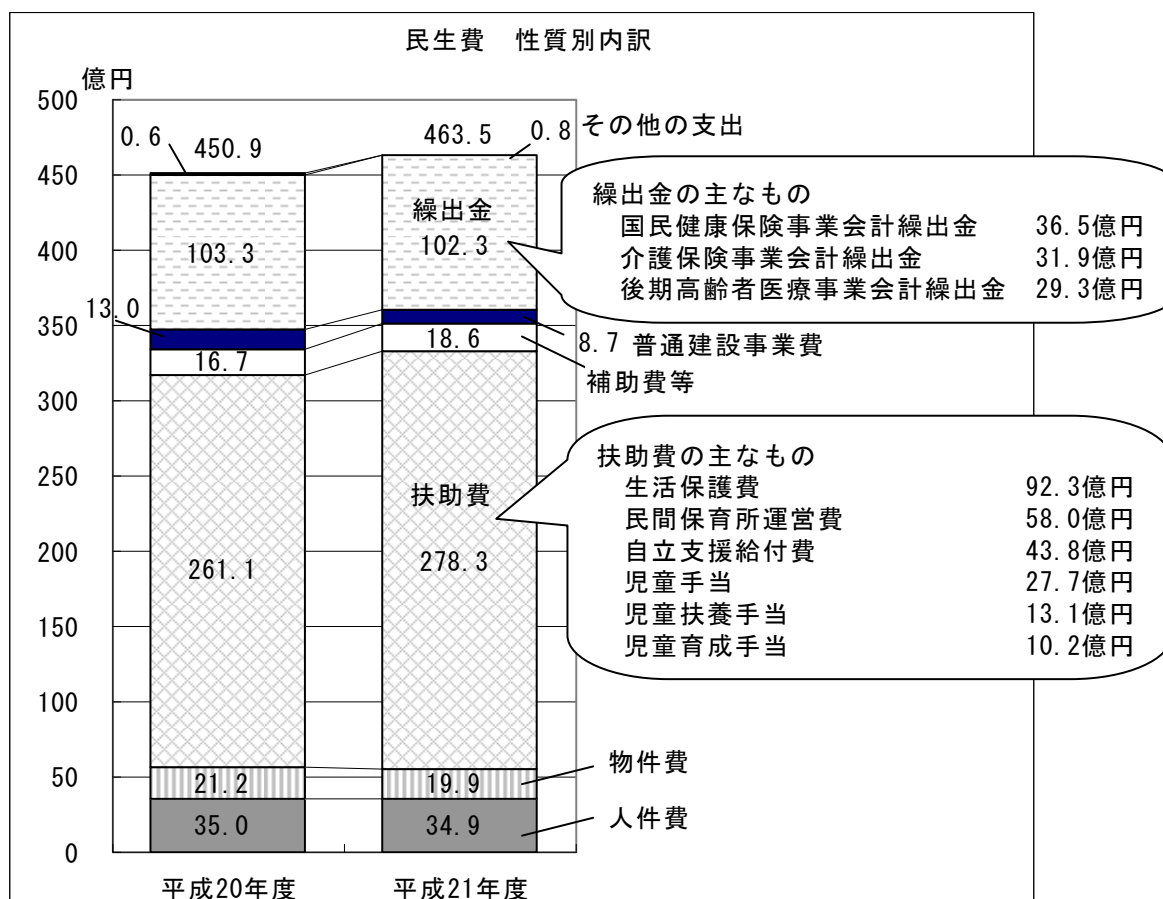 民生費　性質別内訳
億円
500
450
400
350
300
250
200
150
100
50
0
0.6
450.9
103.3
13.0
16.7
261.1
21.2
35.0
平成20年度
463.5
0.8 その他の支出
繰出金
102.3
8.7 普通建設事業費
18.6
補助費等
扶助費
278.3
19.9
物件費
34.9
人件費
平成21年度
繰出金の主なもの
国民健康保険事業会計繰出金 36.5億円
介護保険事業会計繰出金 31.9億円
後期高齢者医療事業会計繰出金 29.3億円
扶助費の主なもの
生活保護費 92.3億円
民間保育所運営費 58.0億円
自立支援給付費 43.8億円
児童手当 27.7億円
児童扶養手当 13.1億円
児童育成手当 10.2億円